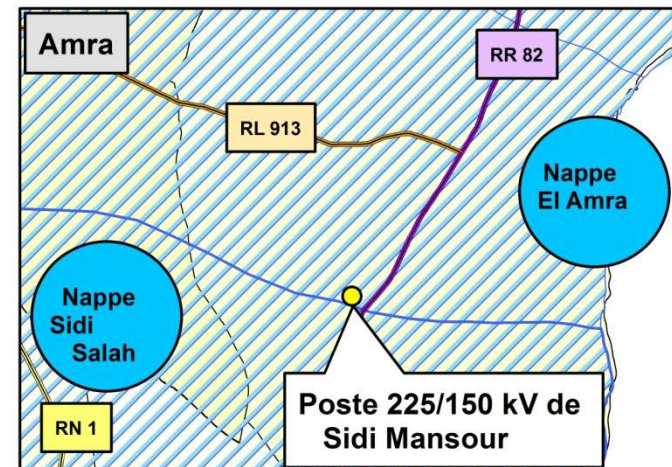 Amra
RR 82
RL 913
Nappe
El Amra
Nappe
Sidi
Salah
Poste 225/150 kV de
Sidi Mansour
RN 1